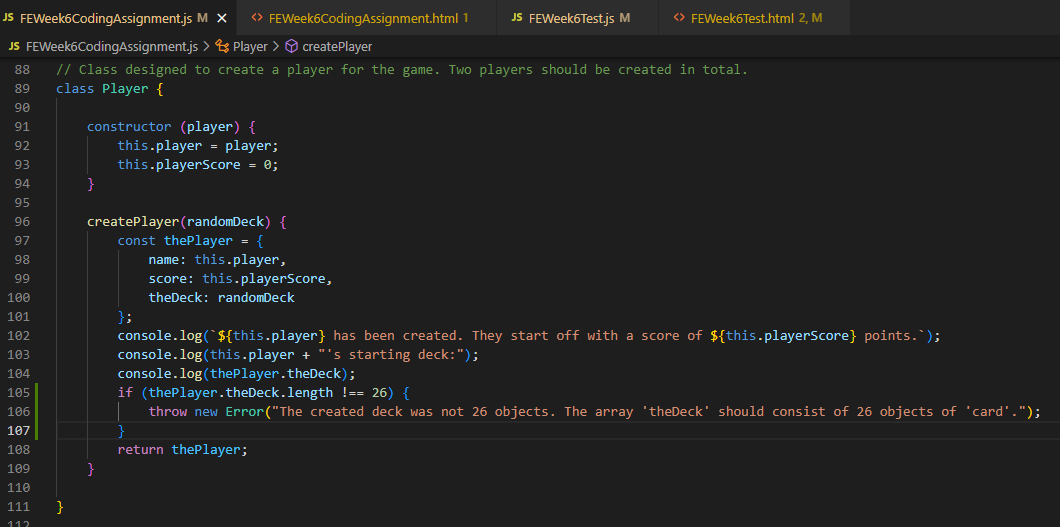 JS FEWeek6CodingAssignment.js M × <> FEWeek6CodingAssignment.html 1 JS FEWeek6Test.js M <> FEWeek6Test.html 2, M
JS FEWeek6CodingAssignment.js > Player > createPlayer
88 // Class designed to create a player for the game. Two players should be created in total.
89 class Player {
90
91 constructor (player) {
92 this.player = player;
93 this.playerScore = 0;
94 }
95
96 createPlayer(randomDeck) {
97 const thePlayer = {
98 name: this.player,
99 score: this.playerScore,
100 theDeck: randomDeck
101 };
102 console.log(`${this.player} has been created. They start off with a score of ${this.playerScore} points.`);
103 console.log(this.player + "'s starting deck:");
104 console.log(thePlayer.theDeck);
105 if (thePlayer.theDeck.length !== 26) {
106 throw new Error("The created deck was not 26 objects. The array 'theDeck' should consist of 26 objects of 'card'.");
107 }
108 return thePlayer;
109 }
110
111 }
112